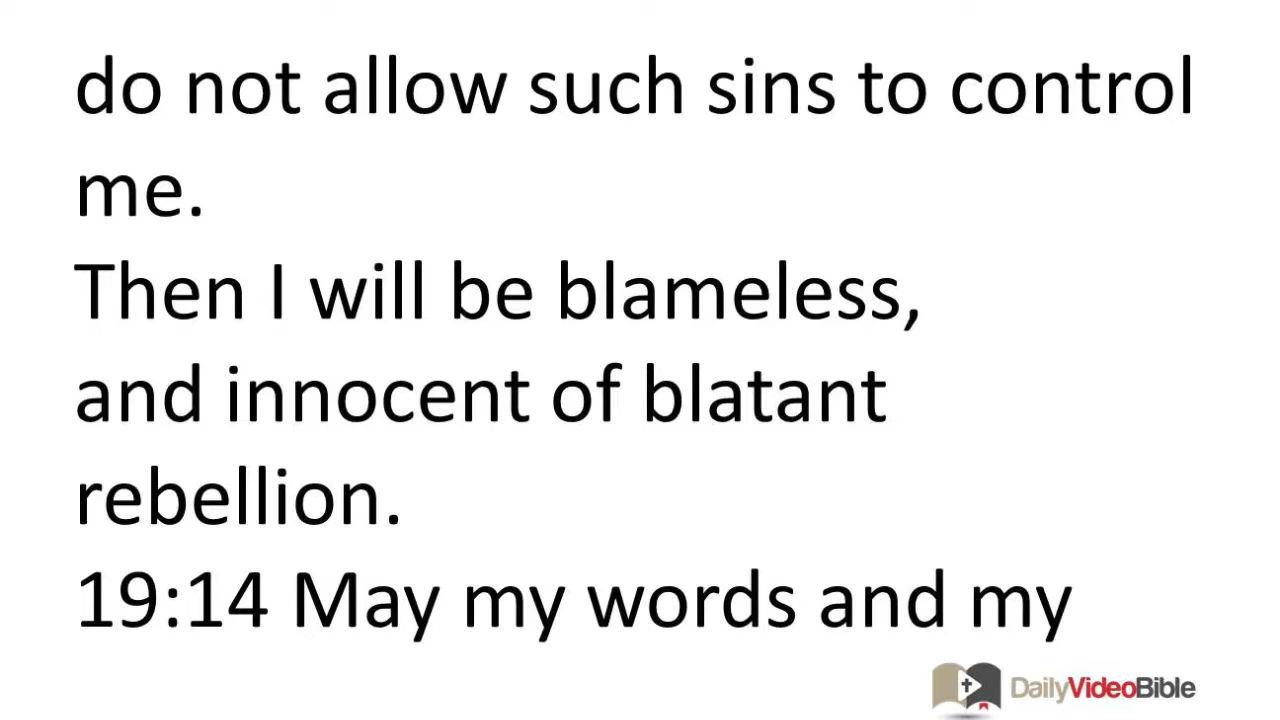 do not allow such sins to control
me.
Then I will be blameless,
and innocent of blatant
rebellion.
19:14 May my words and my
DailyVideoBible